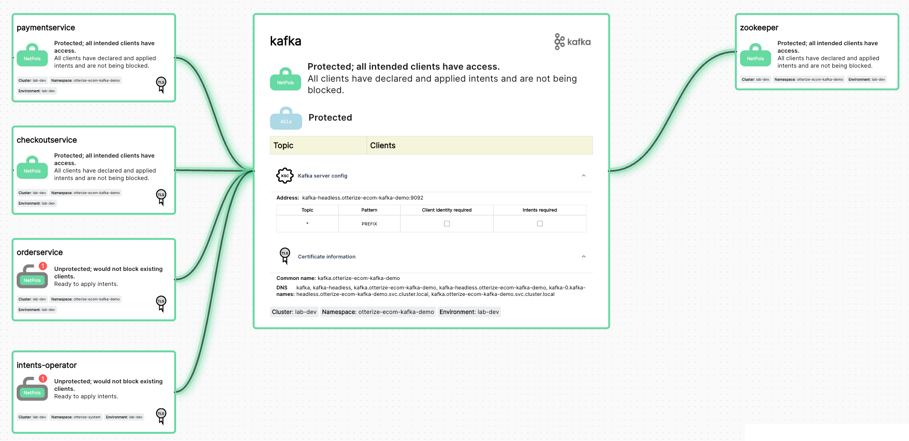 paymentservice
NetPols
Protected; all intended clients have
access.
All clients have declared and applied
intents and are not being blocked.
Cluster: lab-dev Namespace: otterize-ecom-kafka-demo
Environment: lab-dev
TLS
checkoutservice
NetPols
Protected; all intended clients have
access.
All clients have declared and applied
intents and are not being blocked.
Cluster: lab-dev Namespace: otterize-ecom-kafka-demo
Environment: lab-dev
TLS
orderservice
1
NetPols
Unprotected; would not block existing
clients.
Ready to apply intents.
Cluster: lab-dev Namespace: otterize-ecom-kafka-demo
Environment: lab-dev
TLS
intents-operator
1
NetPols
Unprotected; would not block existing
clients.
Ready to apply intents.
Cluster: lab-dev Namespace: otterize-system Environment: lab-dev
TLS
kafka
kafka
NetPols
Protected; all intended clients have access.
All clients have declared and applied intents and are not being
blocked.
ACLs
Protected
Topic Clients
KSC
Kafka server config
Address: kafka-headless.otterize-ecom-kafka-demo:9092
Topic Pattern Client identity required Intents required
* PREFIX
TLS
Certificate information
Common name: kafka.otterize-ecom-kafka-demo
DNS kafka, kafka-headless, kafka.otterize-ecom-kafka-demo, kafka-headless.otterize-ecom-kafka-demo, kafka-0.kafka-
names: headless.otterize-ecom-kafka-demo.svc.cluster.local, kafka.otterize-ecom-kafka-demo.svc.cluster.local
Cluster: lab-dev Namespace: otterize-ecom-kafka-demo Environment: lab-dev
zookeeper
NetPols
Protected; all intended clients have
access.
All clients have declared and applied
intents and are not being blocked.
Cluster: lab-dev Namespace: otterize-ecom-kafka-demo Environment: lab-dev